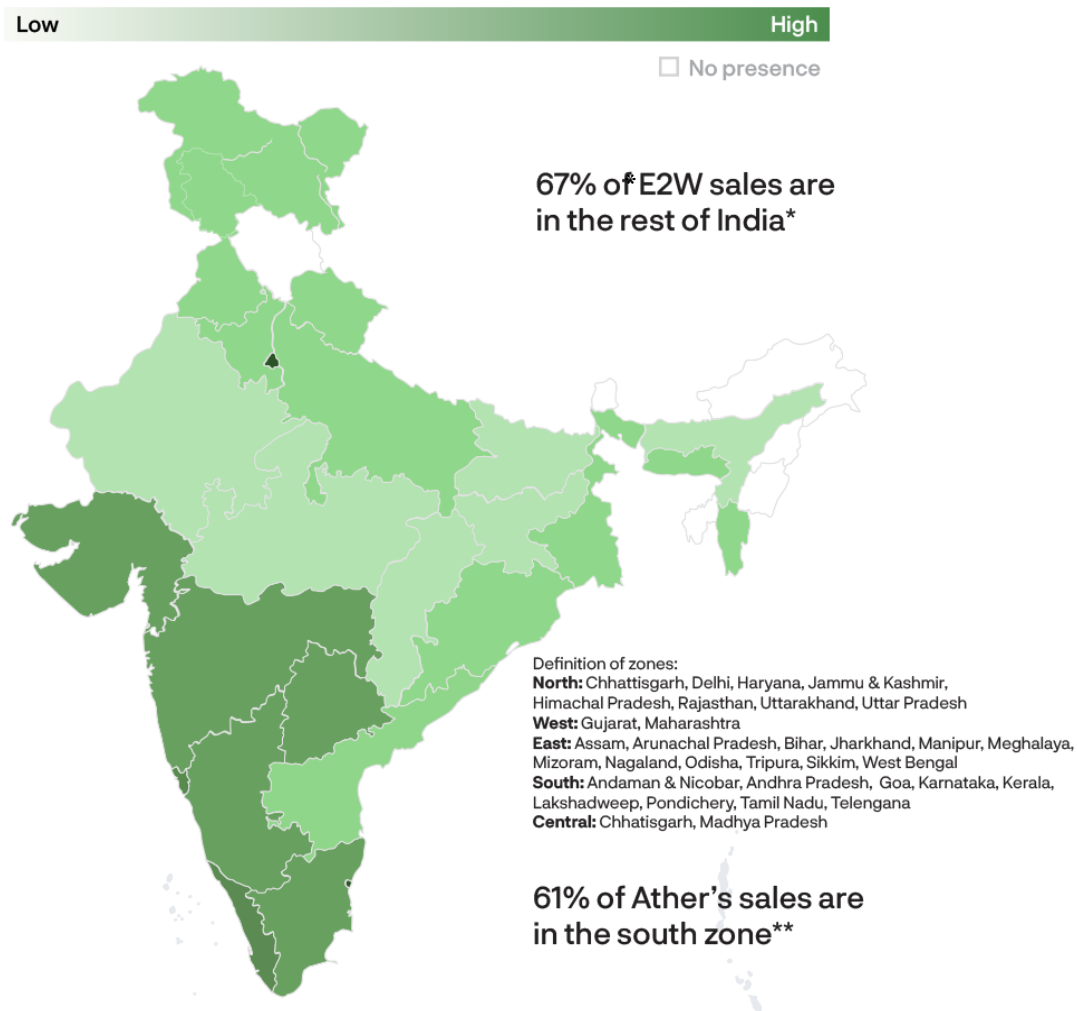 Low High
No presence
67% of* E2W sales are
in the rest of India*
Definition of zones:
North: Chhattisgarh, Delhi, Haryana, Jammu & Kashmir,
Himachal Pradesh, Rajasthan, Uttarakhand, Uttar Pradesh
West: Gujarat, Maharashtra
East: Assam, Arunachal Pradesh, Bihar, Jharkhand, Manipur, Meghalaya,
Mizoram, Nagaland, Odisha, Tripura, Sikkim, West Bengal
South: Andaman & Nicobar, Andhra Pradesh, Goa, Karnataka, Kerala,
Lakshadweep, Pondichery, Tamil Nadu, Telengana
Central: Chhatisgarh, Madhya Pradesh
61% of Ather’s sales are
in the south zone**